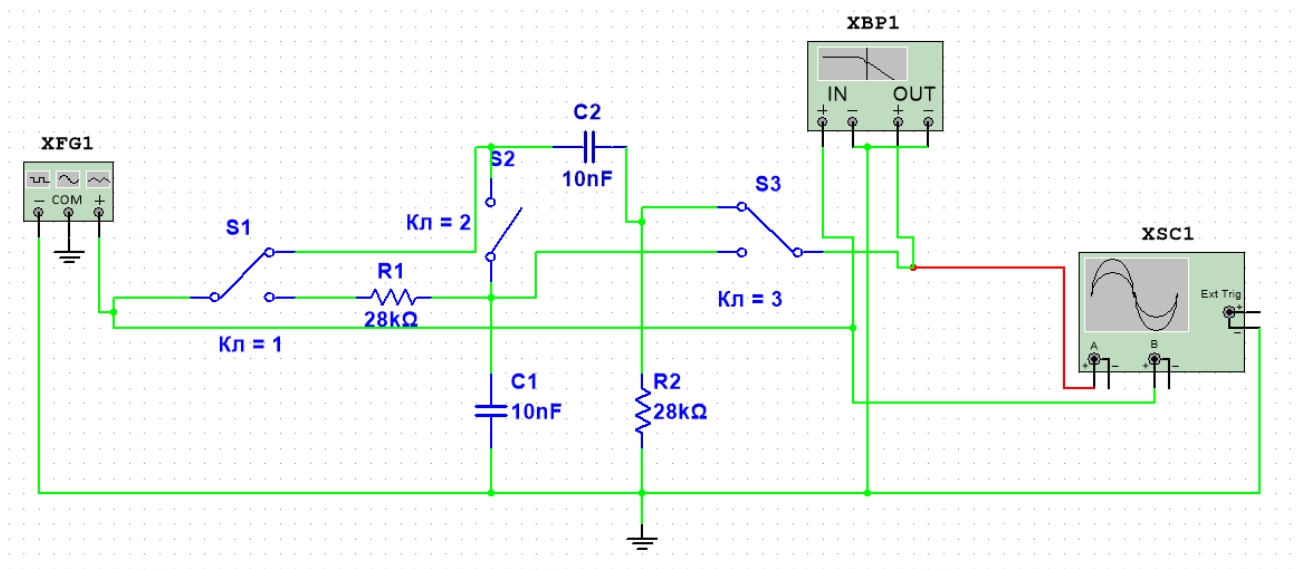 XBP1
IN OUT
+ − + −
XFG1
− COM +
C2
10nF
S2
S1
Кл = 2
S3
XSC1
R1
28kΩ
Кл = 1
Кл = 3
Ext Trig
+
−
A
B
+ − + −
C1
10nF
R2
28kΩ